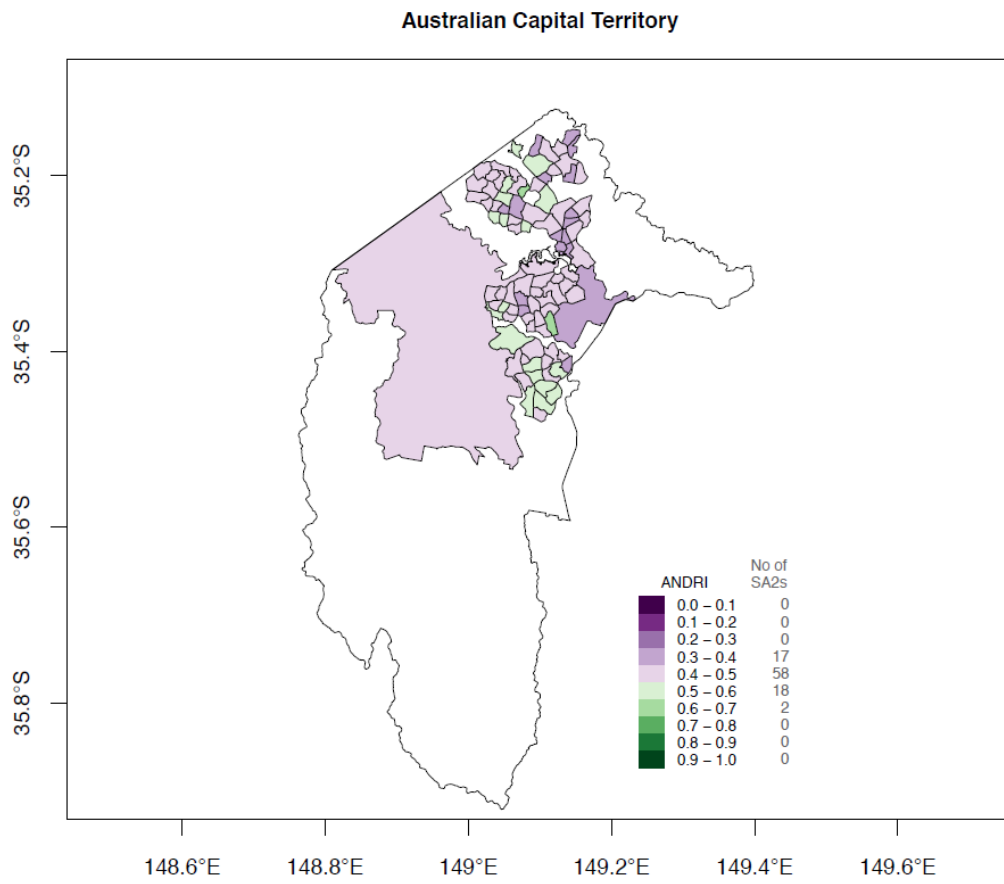 Australian Capital Territory
35.2°S
35.4°S
35.6°S
35.8°S
No of
ANDRI SA2s
0.0 – 0.1 0
0.1 – 0.2 0
0.2 – 0.3 0
0.3 – 0.4 17
0.4 – 0.5 58
0.5 – 0.6 18
0.6 – 0.7 2
0.7 – 0.8 0
0.8 – 0.9 0
0.9 – 1.0 0
148.6°E 148.8°E 149°E 149.2°E 149.4°E 149.6°E